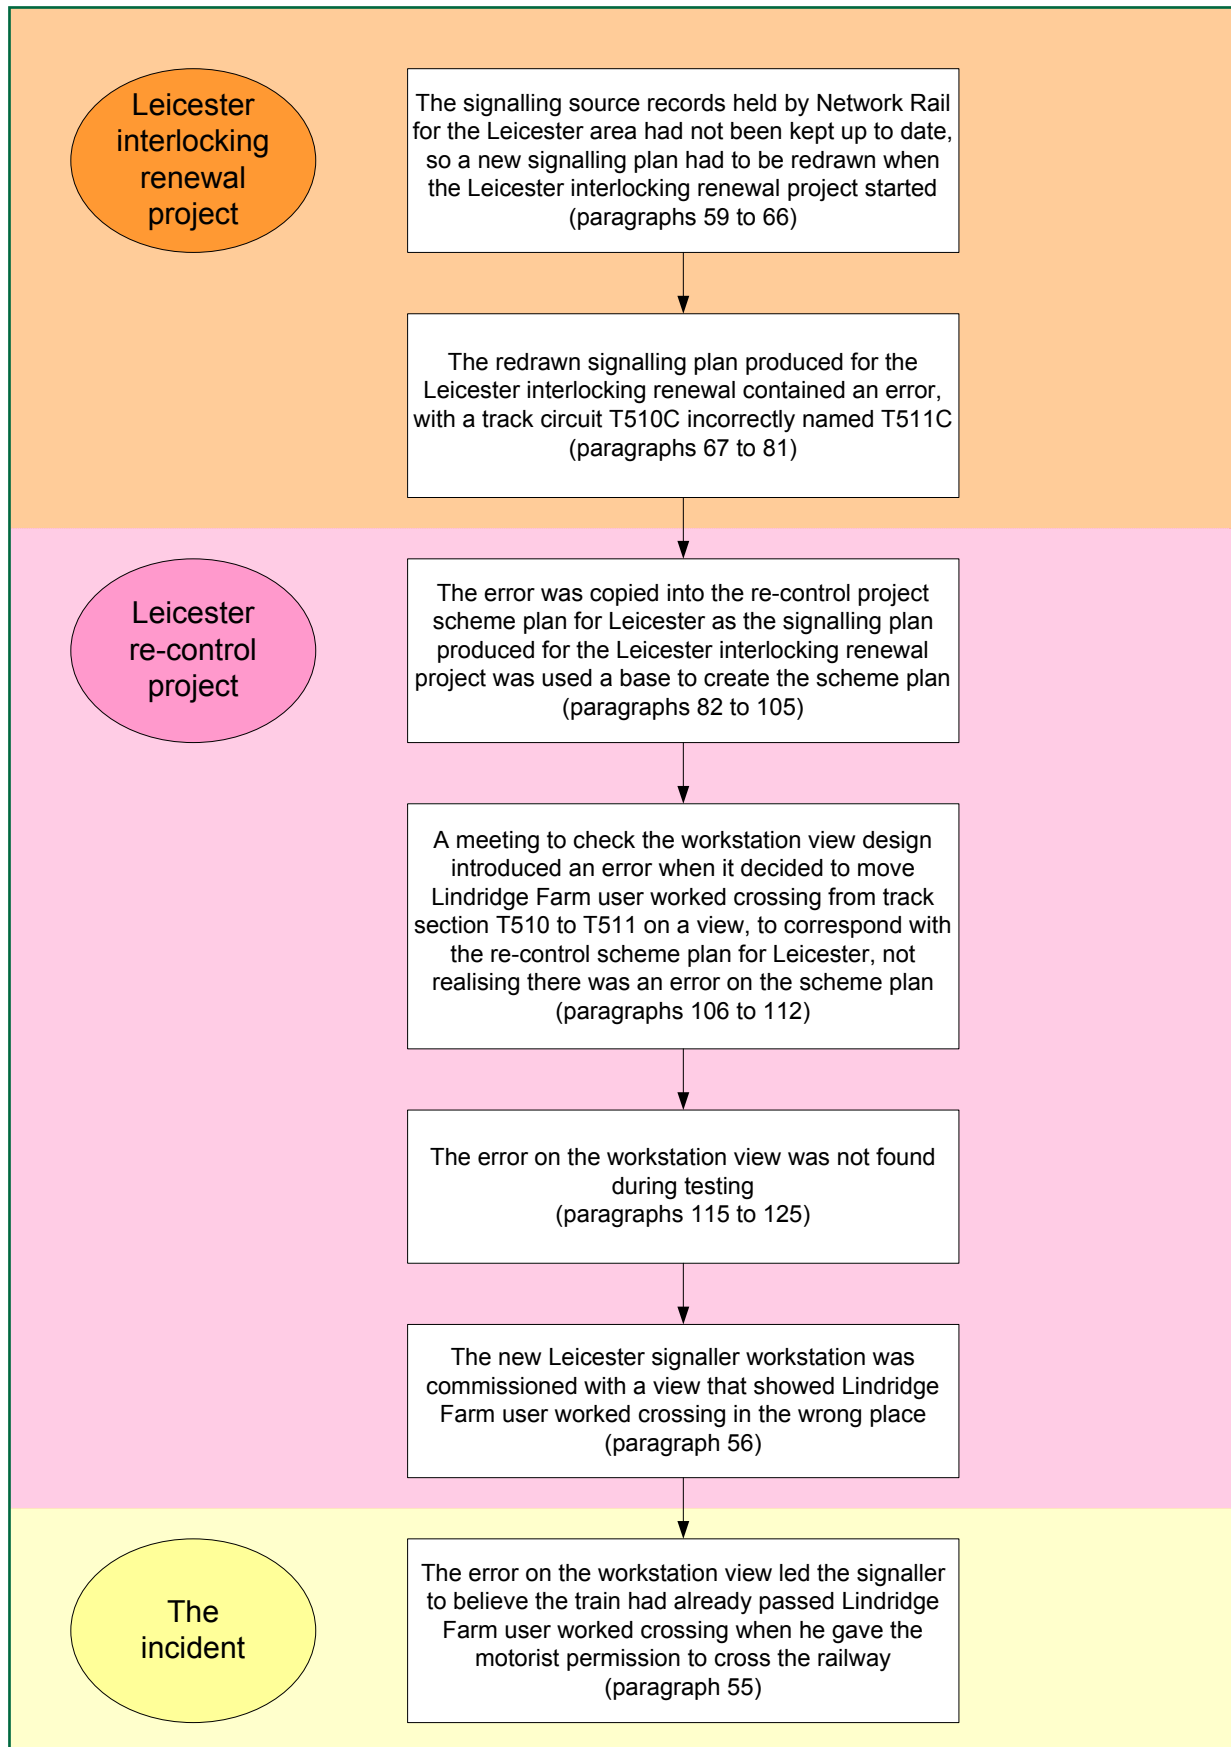 Leicester
interlocking
renewal
project
The signalling source records held by Network Rail
for the Leicester area had not been kept up to date,
so a new signalling plan had to be redrawn when
the Leicester interlocking renewal project started
(paragraphs 59 to 66)
The redrawn signalling plan produced for the
Leicester interlocking renewal contained an error,
with a track circuit T510C incorrectly named T511C
(paragraphs 67 to 81)
Leicester
re-control
project
The error was copied into the re-control project
scheme plan for Leicester as the signalling plan
produced for the Leicester interlocking renewal
project was used a base to create the scheme plan
(paragraphs 82 to 105)
A meeting to check the workstation view design
introduced an error when it decided to move
Lindridge Farm user worked crossing from track
section T510 to T511 on a view, to correspond with
the re-control scheme plan for Leicester, not
realising there was an error on the scheme plan
(paragraphs 106 to 112)
The error on the workstation view was not found
during testing
(paragraphs 115 to 125)
The new Leicester signaller workstation was
commissioned with a view that showed Lindridge
Farm user worked crossing in the wrong place
(paragraph 56)
The
incident
The error on the workstation view led the signaller
to believe the train had already passed Lindridge
Farm user worked crossing when he gave the
motorist permission to cross the railway
(paragraph 55)